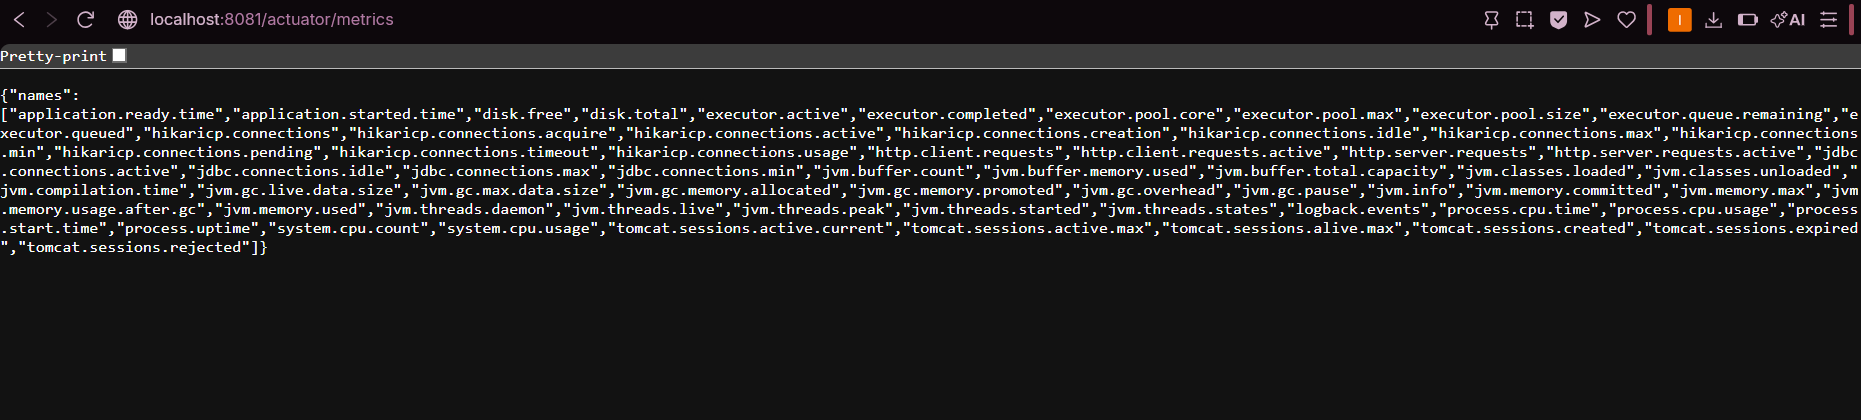 localhost:8081/actuator/metrics
I
AI
Pretty-print
{"names":
["application.ready.time","application.started.time","disk.free","disk.total","executor.active","executor.completed","executor.pool.core","executor.pool.max","executor.pool.size","executor.queue.remaining","e
xecutor.queued","hikaricp.connections","hikaricp.connections.acquire","hikaricp.connections.active","hikaricp.connections.creation","hikaricp.connections.idle","hikaricp.connections.max","hikaricp.connections
.min","hikaricp.connections.pending","hikaricp.connections.timeout","hikaricp.connections.usage","http.client.requests","http.client.requests.active","http.server.requests","http.server.requests.active","jdbc
.connections.active","jdbc.connections.idle","jdbc.connections.max","jdbc.connections.min","jvm.buffer.count","jvm.buffer.memory.used","jvm.buffer.total.capacity","jvm.classes.loaded","jvm.classes.unloaded","
jvm.compilation.time","jvm.gc.live.data.size","jvm.gc.max.data.size","jvm.gc.memory.allocated","jvm.gc.memory.promoted","jvm.gc.overhead","jvm.gc.pause","jvm.info","jvm.memory.committed","jvm.memory.max","jvm
.memory.usage.after.gc","jvm.memory.used","jvm.threads.daemon","jvm.threads.live","jvm.threads.peak","jvm.threads.started","jvm.threads.states","logback.events","process.cpu.time","process.cpu.usage","process
.start.time","process.uptime","system.cpu.count","system.cpu.usage","tomcat.sessions.active.current","tomcat.sessions.active.max","tomcat.sessions.alive.max","tomcat.sessions.created","tomcat.sessions.expired
","tomcat.sessions.rejected"]}